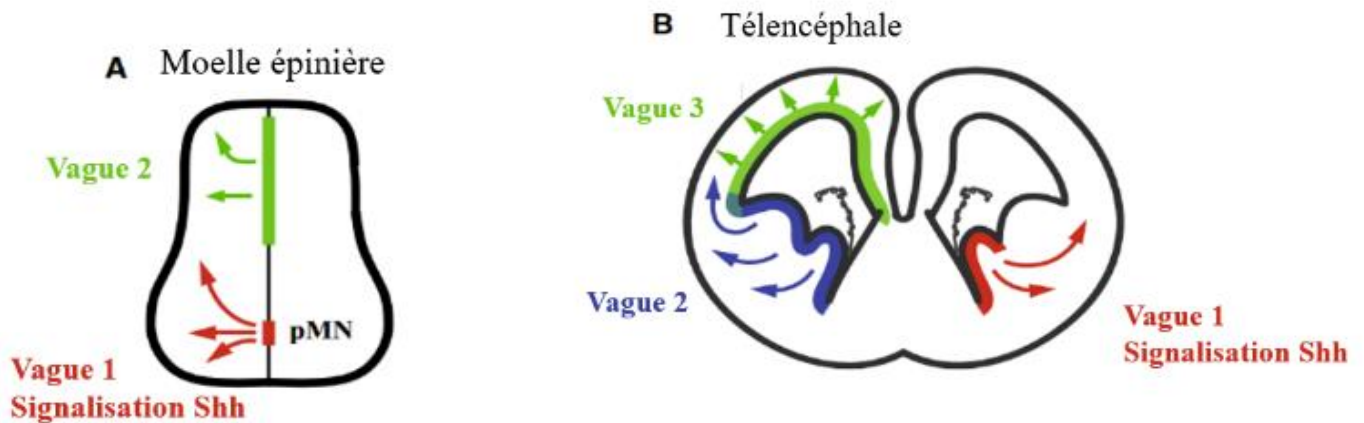 A Moelle épinière
Vague 2
pMN
Vague 1
Signalisation Shh
B Télencéphale
Vague 3
Vague 2
Vague 1
Signalisation Shh